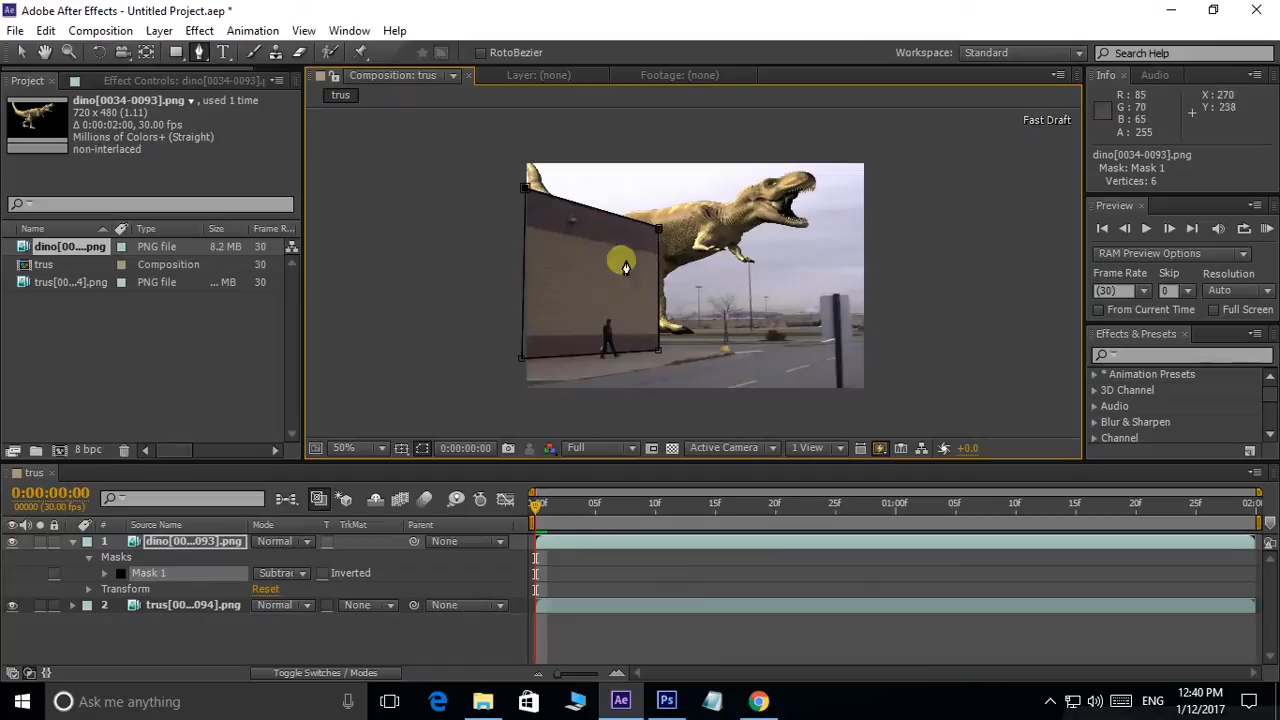 Adobe After Effects - Untitled Project.aep *
File Edit Composition Layer Effect Animation View Window Help
RotoBezier
Workspace: Standard
Search Help
Project
Effect Controls: dino[0034-0093].
dino[0034-0093].png , used 1 time
720 x 480 (1.11)
Δ 0:00:02:00, 30.00 fps
Millions of Colors+ (Straight)
non-interlaced
Name Type Size Frame R...
dino[00....png PNG file 8.2 MB 30
trus Composition 30
trus[00...4].png PNG file ... MB 30
8 bpc
Composition: trus
Layer: (none)
Footage: (none)
trus
Fast Draft
50% 0:00:00:00 Full Active Camera 1 View +0.0
Info Audio
R : 85
G : 70
B : 65
A : 255
X : 270
Y : 238
dino[0034-0093].png
Mask: Mask 1
Vertices: 6
Preview
RAM Preview Options
Frame Rate Skip Resolution
(30) 0 Auto
From Current Time Full Screen
Effects & Presets
* Animation Presets
3D Channel
Audio
Blur & Sharpen
Channel
trus
0:00:00:00
00000 (30.00 fps)
# Source Name Mode T TrkMat Parent
1 dino[00...093].png Normal None
Masks
Mask 1 Subtrac Inverted
Transform Reset
2 trus[00...094].png Normal None None
:00f 05f 10f 15f 20f 25f 01:00f 05f 10f 15f 20f 25f 02:00
Toggle Switches / Modes
Ask me anything
ENG
12:40 PM
1/12/2017